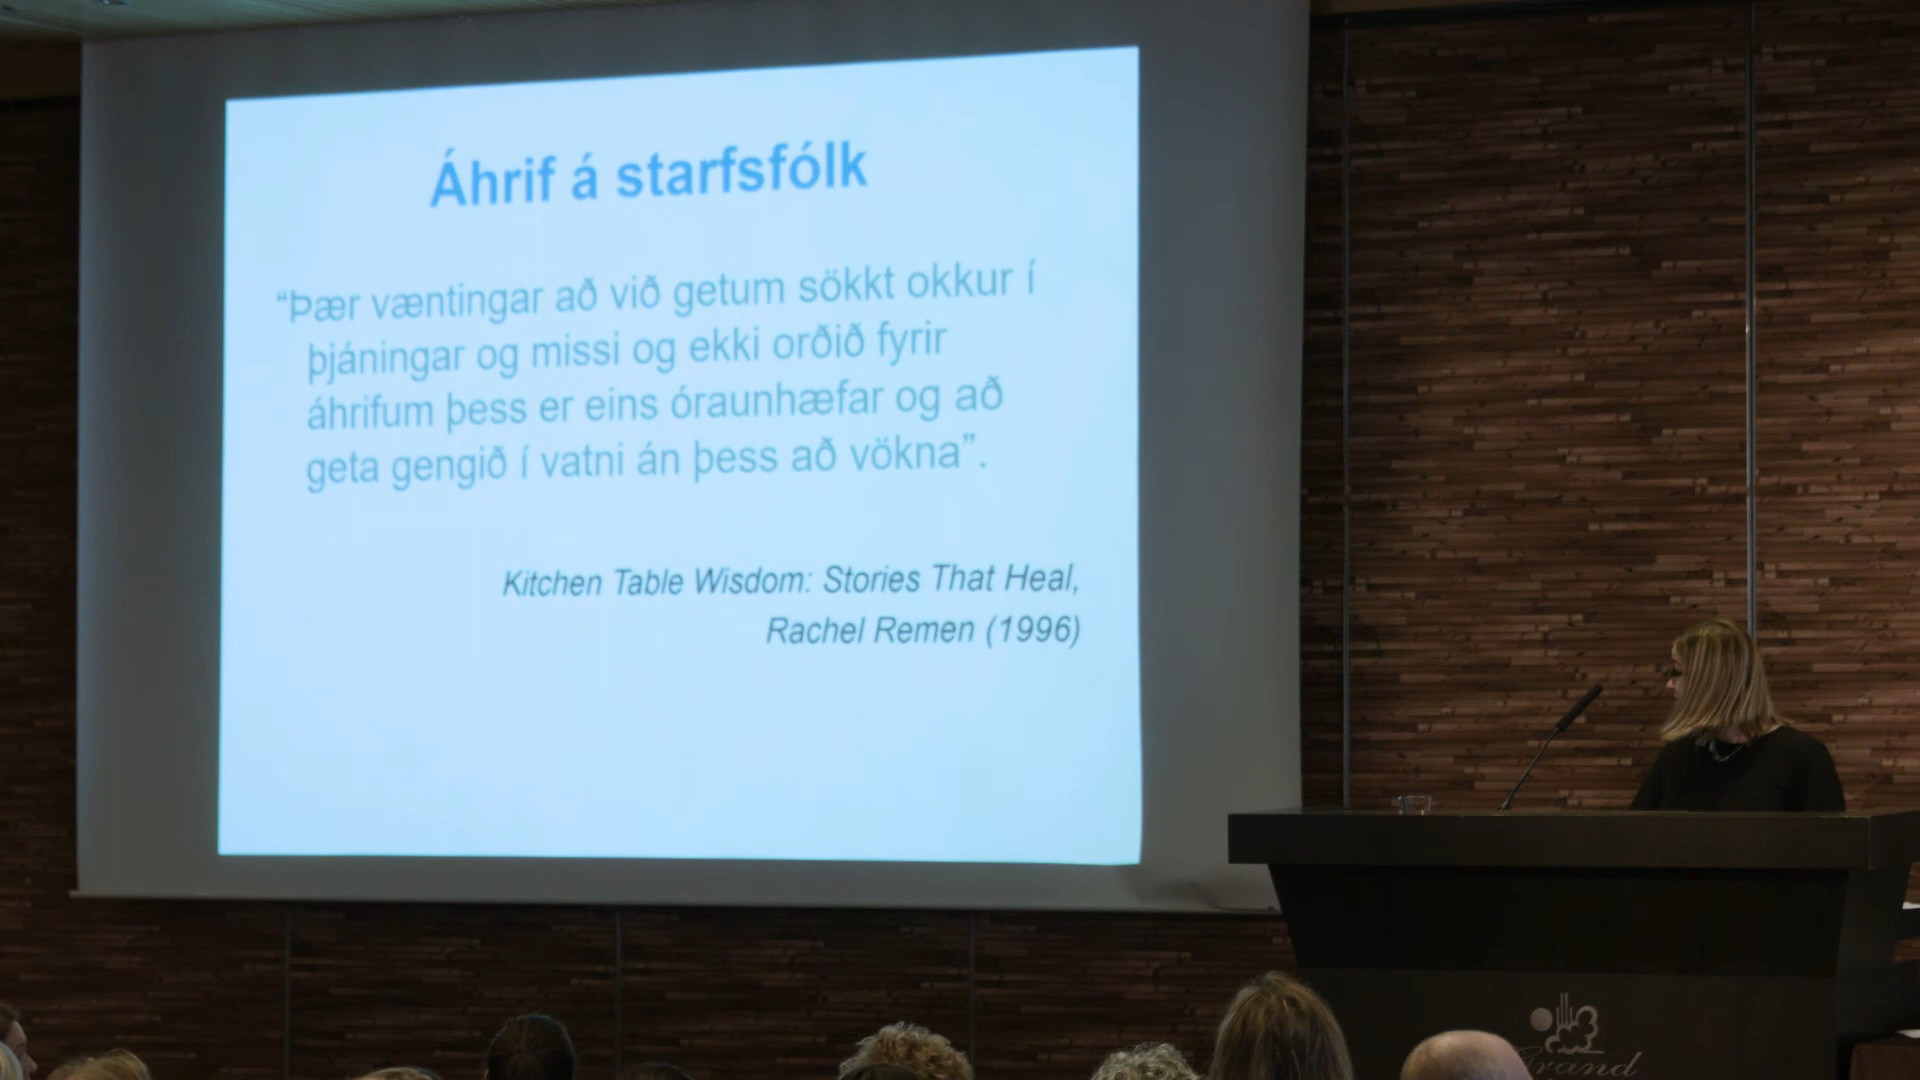 Áhrif á starfsfólk
“Þær væntingar að við getum sökkt okkur í
þjáningar og missi og ekki orðið fyrir
áhrifum þess er eins óraunhæfar og að
geta gengið í vatni án þess að vökna”.
Kitchen Table Wisdom: Stories That Heal,
Rachel Remen (1996)